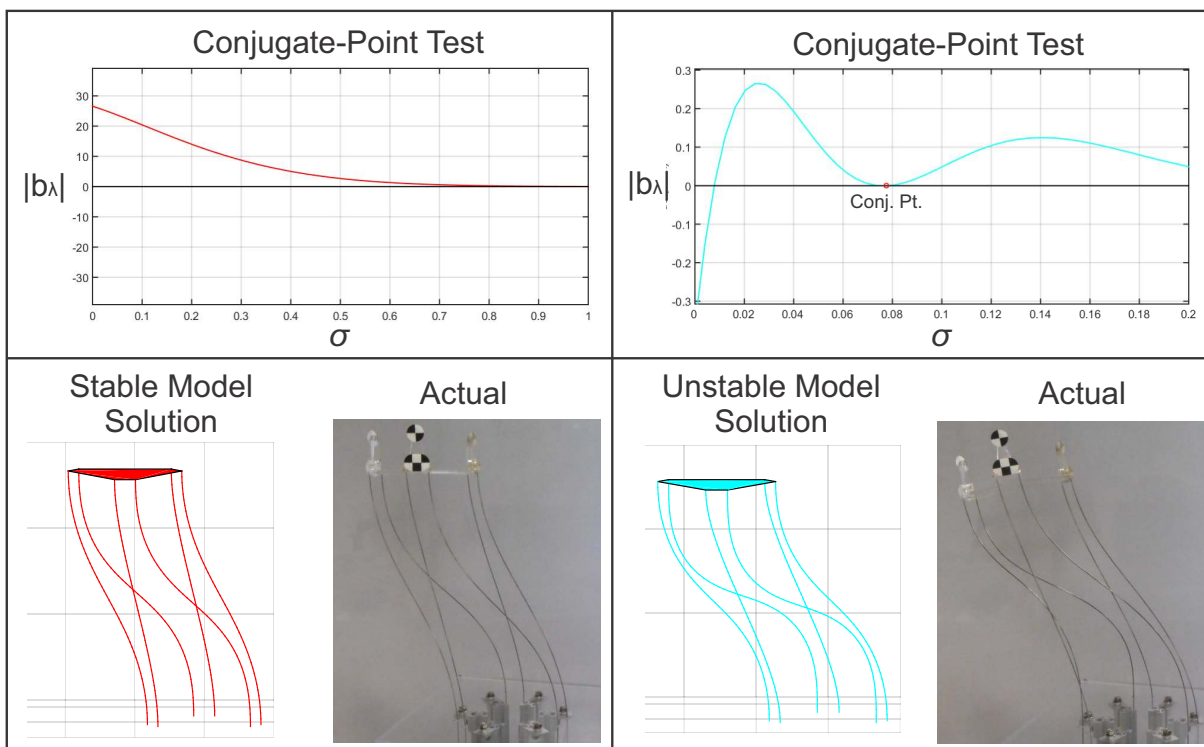 Conjugate-Point Test
30
20
10
0
-10
-20
-30
|bλ|
0 0.1 0.2 0.3 0.4 0.5 0.6 0.7 0.8 0.9 1
σ
Conjugate-Point Test
0.3
0.2
0.1
0
-0.1
-0.2
-0.3
|bλ|
Conj. Pt.
0 0.02 0.04 0.06 0.08 0.1 0.12 0.14 0.16 0.18 0.2
σ
Stable Model
Solution
Actual
Unstable Model
Solution
Actual